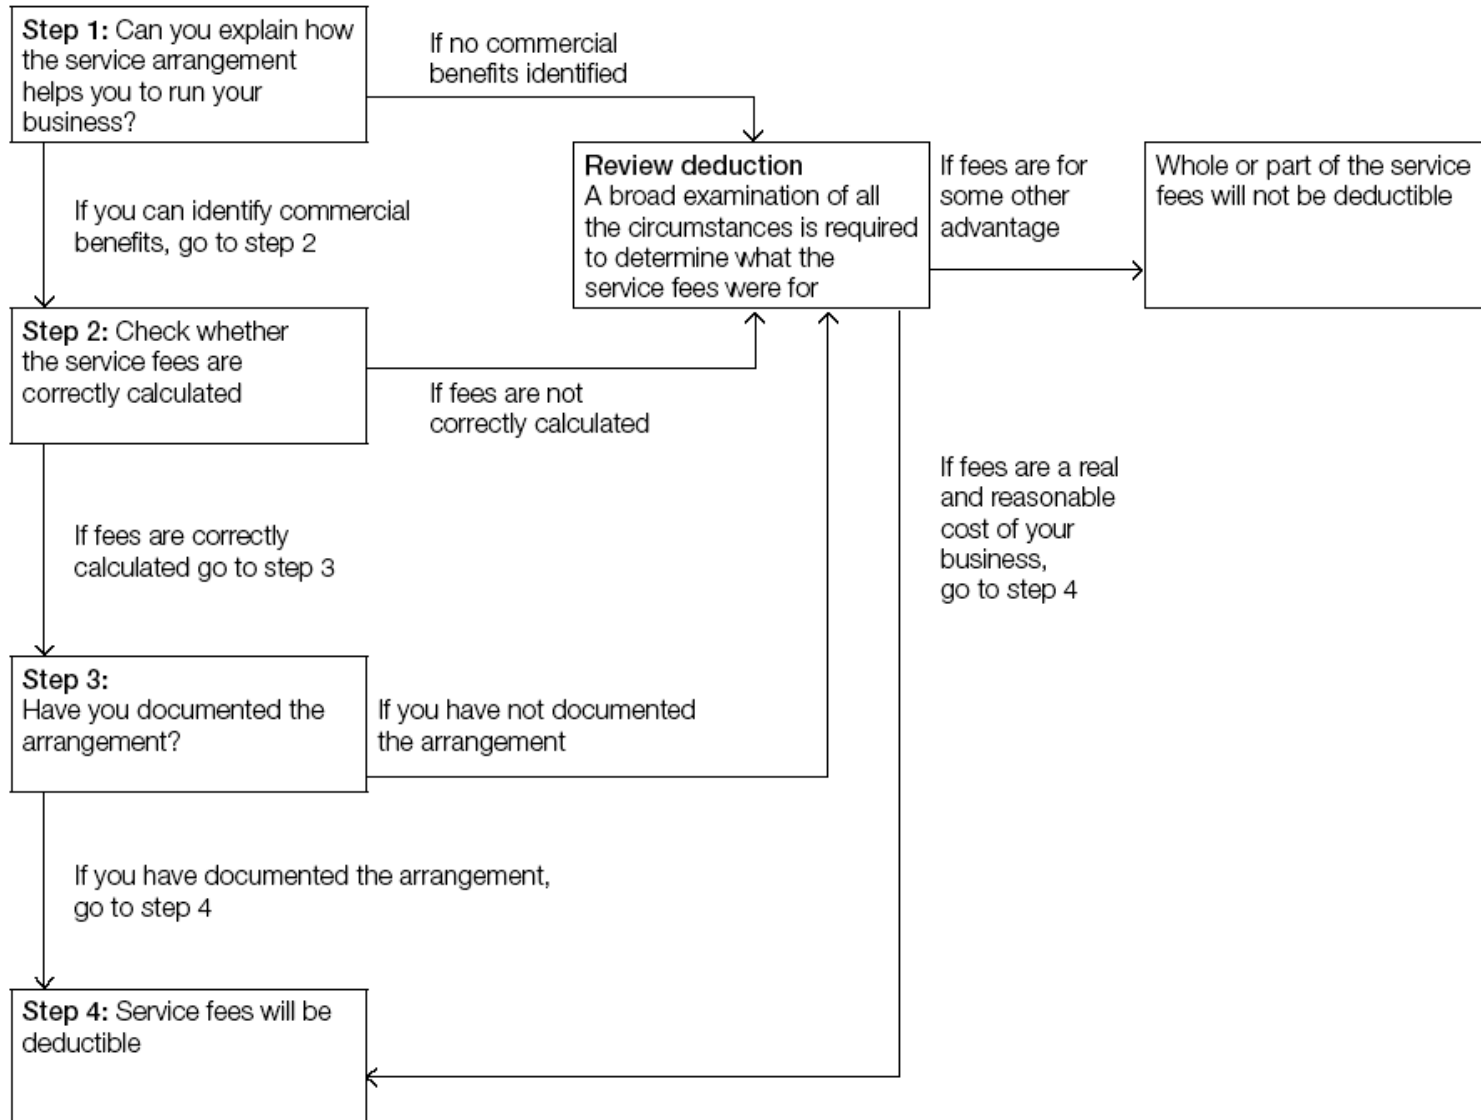 Step 1: Can you explain how
the service arrangement
helps you to run your
business?
If no commercial
benefits identified
Review deduction
A broad examination of all
the circumstances is required
to determine what the
service fees were for
If fees are for
some other
advantage
Whole or part of the service
fees will not be deductible
If you can identify commercial
benefits, go to step 2
Step 2: Check whether
the service fees are
correctly calculated
If fees are not
correctly calculated
If fees are a real
and reasonable
cost of your
business,
go to step 4
If fees are correctly
calculated go to step 3
Step 3:
Have you documented the
arrangement?
If you have not documented
the arrangement
If you have documented the arrangement,
go to step 4
Step 4: Service fees will be
deductible